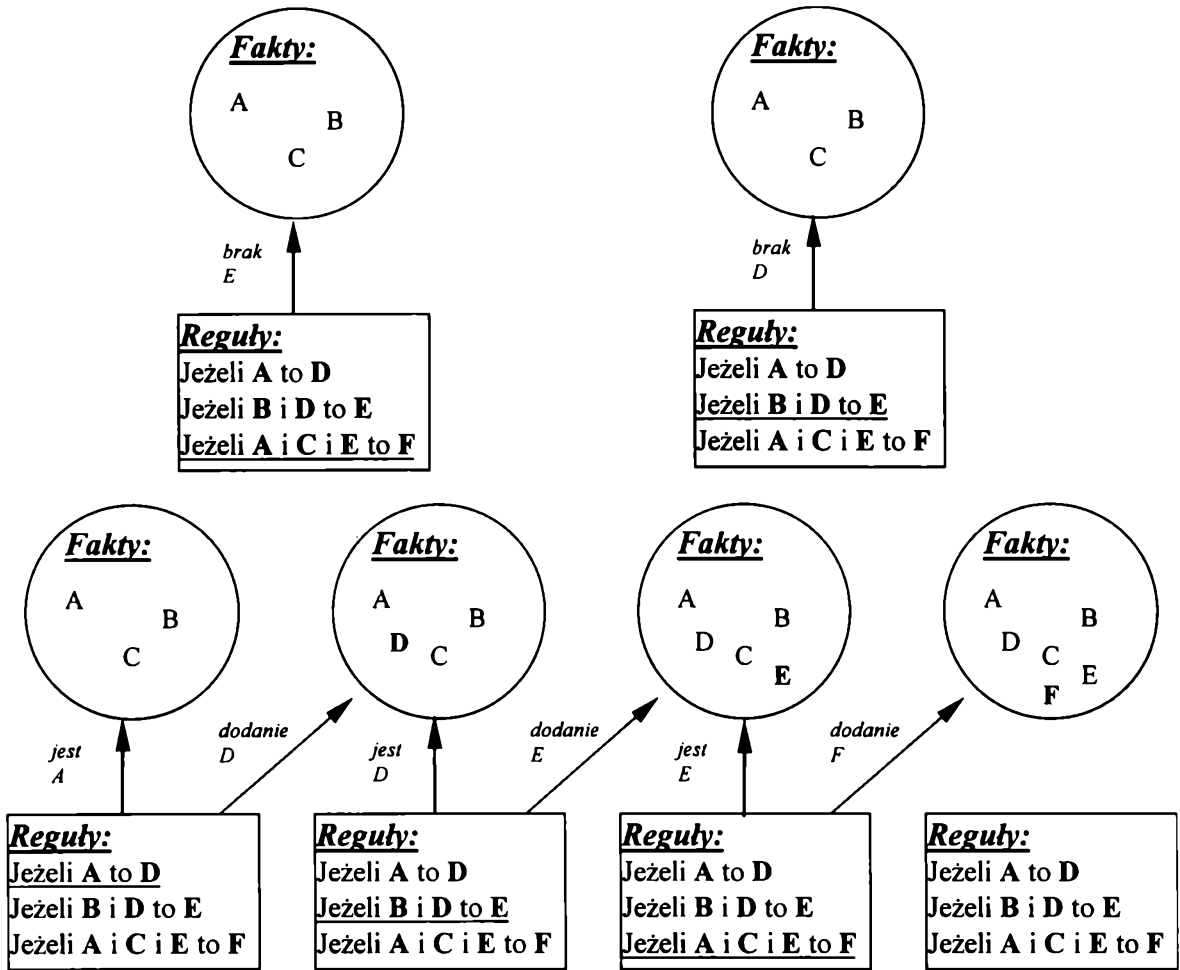 Fakty:
A
B
C
brak
E
Reguły:
Jeżeli A to D
Jeżeli B i D to E
Jeżeli A i C i E to F
Fakty:
A
B
C
brak
D
Reguły:
Jeżeli A to D
Jeżeli B i D to E
Jeżeli A i C i E to F
Fakty:
A
B
C
jest
A
dodanie
D
Reguły:
Jeżeli A to D
Jeżeli B i D to E
Jeżeli A i C i E to F
Fakty:
A
B
D
C
jest
D
dodanie
E
Reguły:
Jeżeli A to D
Jeżeli B i D to E
Jeżeli A i C i E to F
Fakty:
A
B
D
C
E
jest
E
dodanie
F
Reguły:
Jeżeli A to D
Jeżeli B i D to E
Jeżeli A i C i E to F
Fakty:
A
B
D
C
E
F
Reguły:
Jeżeli A to D
Jeżeli B i D to E
Jeżeli A i C i E to F